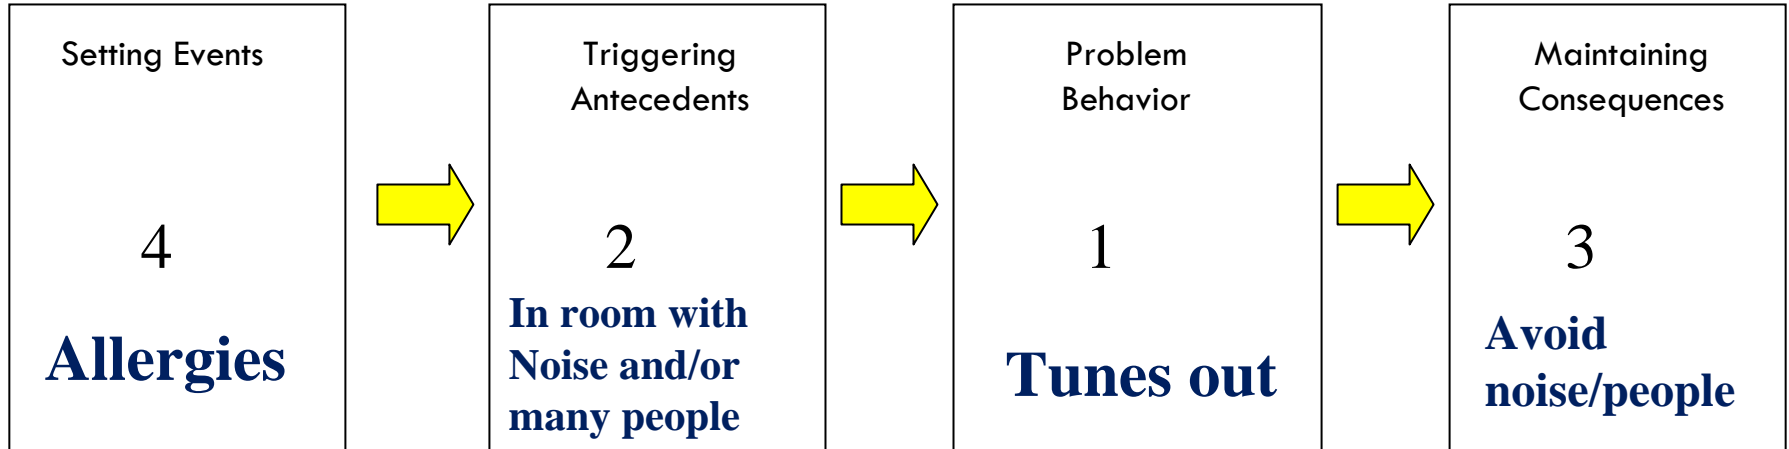 Setting Events
4
Allergies
Triggering
Antecedents
2
In room with
Noise and/or
many people
Problem
Behavior
1
Tunes out
Maintaining
Consequences
3
Avoid
noise/people